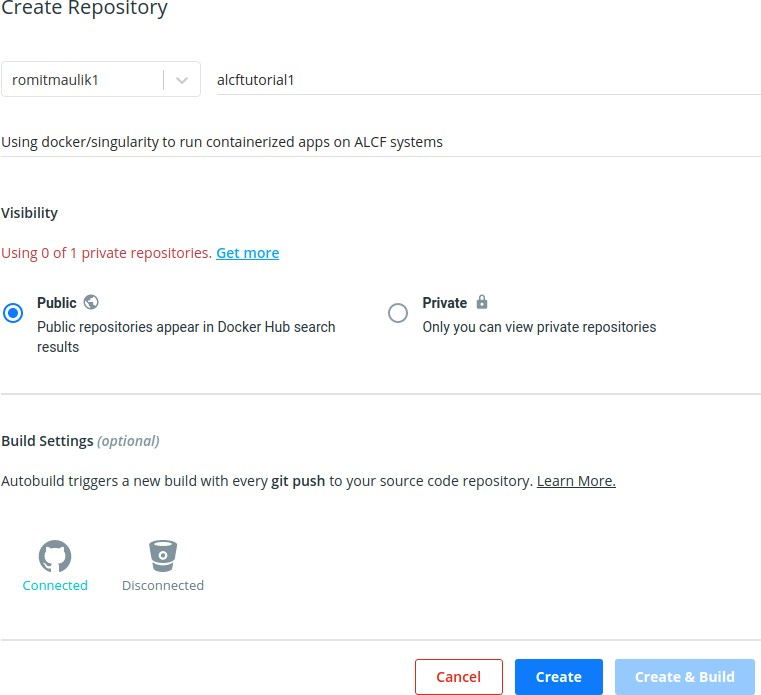 Create Repository
romitmaulik1 alcftutorial1
Using docker/singularity to run containerized apps on ALCF systems
Visibility
Using 0 of 1 private repositories. Get more
Public
Public repositories appear in Docker Hub search
results
Private
Only you can view private repositories
Build Settings (optional)
Autobuild triggers a new build with every git push to your source code repository. Learn More.
Connected Disconnected
Cancel Create Create & Build